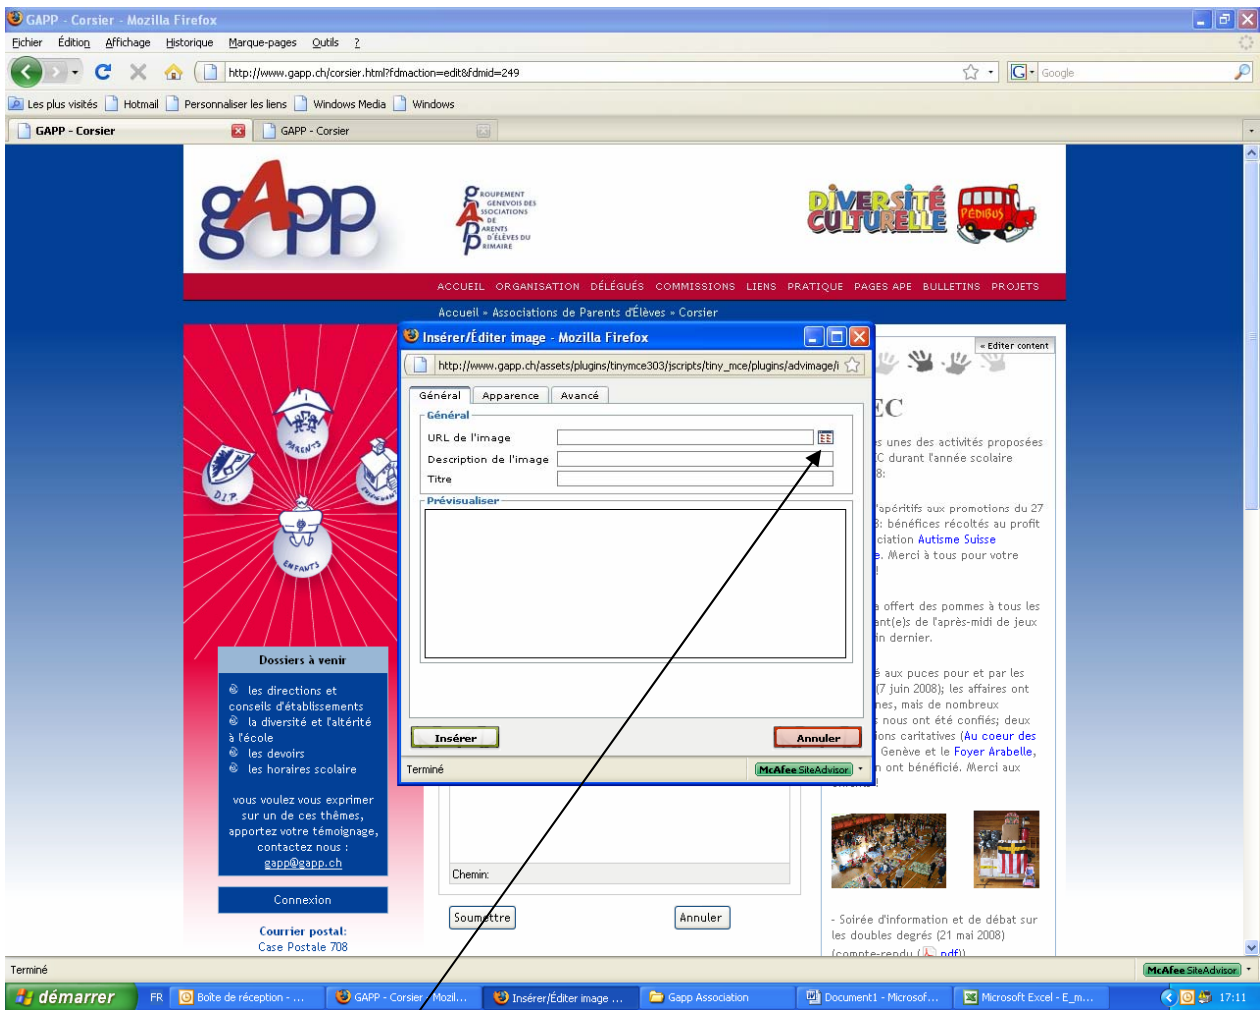 GAPP - Corsier - Mozilla Firefox
Fichier Édition Affichage Historique Marque-pages Outils ?
http://www.gapp.ch/corsier.html?fdmaction=edit&fdmid=249
Google
Les plus visités Hotmail Personnaliser les liens Windows Media Windows
GAPP - Corsier GAPP - Corsier
gApp
GROUPEMENT
GENEVOIS DES
ASSOCIATIONS
DE
PARENTS
D'ÉLÈVES DU
PRIMAIRE
DIVERSITÉ
CULTURELLE
PÉDIBUS
ACCUEIL ORGANISATION DÉLÉGUÉS COMMISSIONS LIENS PRATIQUE PAGES APE BULLETINS PROJETS
Accueil » Associations de Parents d'Élèves » Corsier
Insérer/Éditer image - Mozilla Firefox
http://www.gapp.ch/assets/plugins/tinymce303/jscripts/tiny_mce/plugins/advimage/i
Général Apparence Avancé
Général
URL de l'image
Description de l'image
Titre
Prévisualiser
Insérer
Annuler
Terminé
McAfee SiteAdvisor
PARENTS
D.I.P.
ENFANTS
Dossiers à venir
les directions et
conseils d'établissements
la diversité et l'altérité
à l'école
les devoirs
les horaires scolaire
vous voulez vous exprimer
sur un de ces
thèmes,
apportez votre témoignage,
contactez nous :
gapp@gapp.ch
Connexion
Courrier postal:
Case Postale 708
Chemin:
Soumettre
Annuler
« Editer content
EC
s unes des activités proposées
C durant l'année scolaire
8:
'apéritifs aux promotions du 27
8: bénéfices récoltés au profit
ciation Autisme Suisse
e. Merci à tous pour votre
!
a offert des pommes à tous les
ant(e)s de l'après-midi de jeux
in dernier.
é aux puces pour et par les
(7 juin 2008); les affaires ont
nes, mais de nombreux
s nous ont été confiés; deux
ions caritatives (Au coeur des
Genève et le Foyer Arabelle,
n ont bénéficié. Merci aux
- Soirée d'information et de débat sur
les doubles degrés (21 mai 2008)
(compte-rendu ( pdf))
Terminé
McAfee SiteAdvisor
démarrer FR Boîte de réception - ... GAPP - Corsier - Mozil... Insérer/Éditer image ... Gapp Association Document1 - Microsof... Microsoft Excel - E_m... 17:11